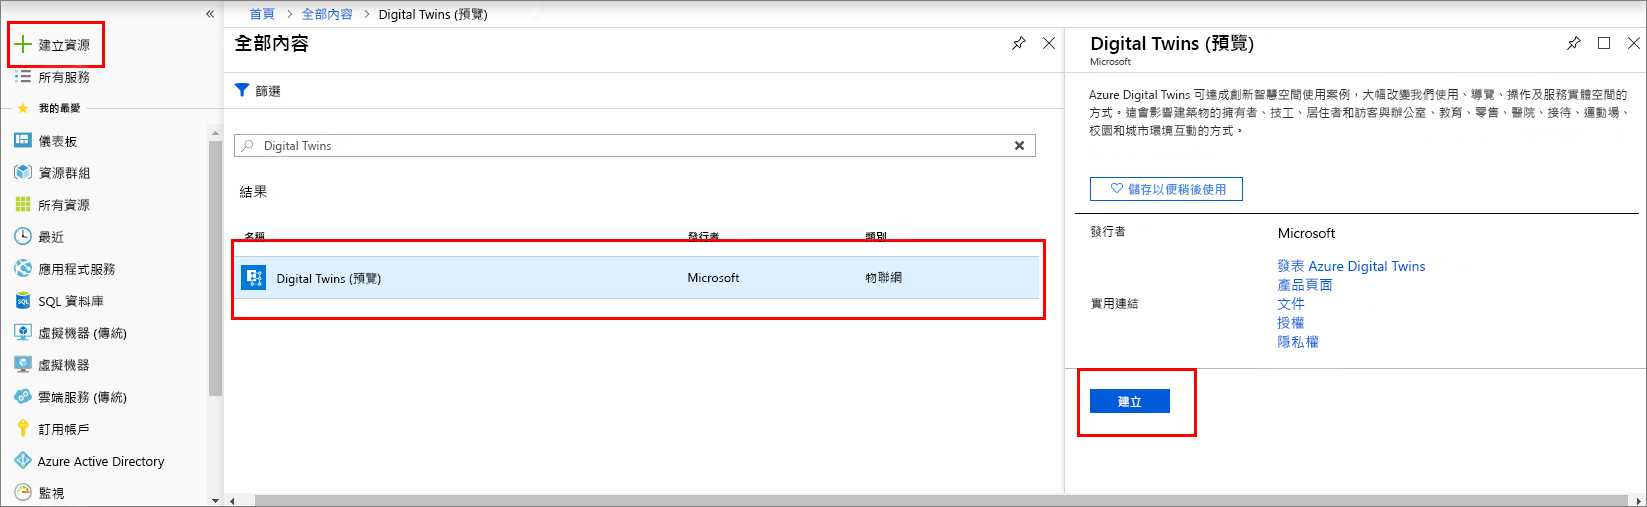 «
建立資源
所有服務
我的最愛
儀表板
資源群組
所有資源
最近
應用程式服務
SQL 資料庫
虛擬機器 (傳統)
虛擬機器
雲端服務 (傳統)
訂用帳戶
Azure Active Directory
監視
首頁 > 全部內容 > Digital Twins (預覽)
全部內容
篩選
Digital Twins
結果
名稱 發行者 類別
Digital Twins (預覽) Microsoft 物聯網
Digital Twins (預覽)
Microsoft
Azure Digital Twins 可達成創新智慧空間使用案例，大幅改變我們使用、導覽、操作及服務實體空間的
方式。這會影響建築物的擁有者、技工、居住者和訪客與辦公室、教育、零售、醫院、接待、運動場、
校園和城市環境互動的方式。
儲存以便稍後使用
發行者 Microsoft
實用連結
發表 Azure Digital Twins
產品頁面
文件
授權
隱私權
建立